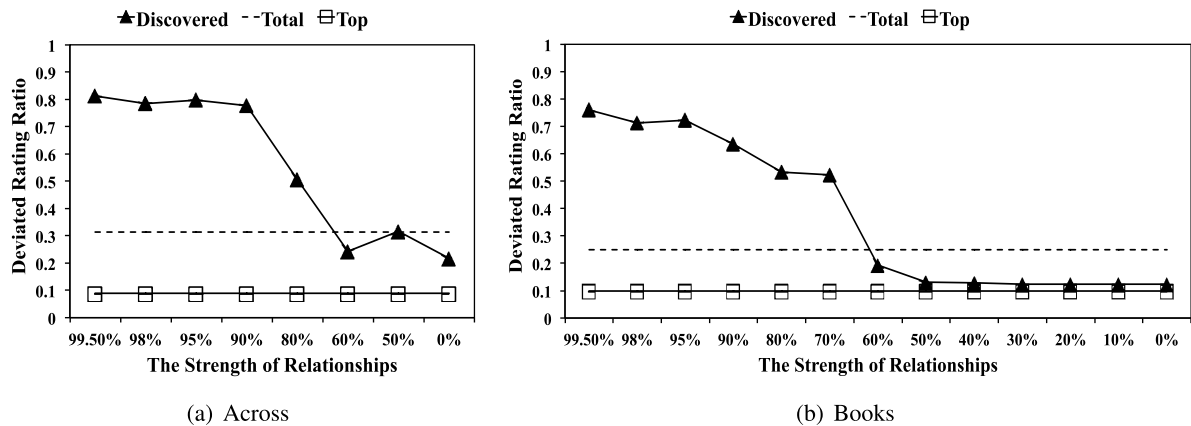 Discovered Total Top
1
0.9
0.8
0.7
0.6
0.5
0.4
0.3
0.2
0.1
0
Deviated Rating Ratio
99.50% 98% 95% 90% 80% 60% 50% 0%
The Strength of Relationships
(a) Across
Discovered Total Top
1
0.9
0.8
0.7
0.6
0.5
0.4
0.3
0.2
0.1
0
Deviated Rating Ratio
99.50% 98% 95% 90% 80% 70% 60% 50% 40% 30% 20% 10% 0%
The Strength of Relationships
(b) Books